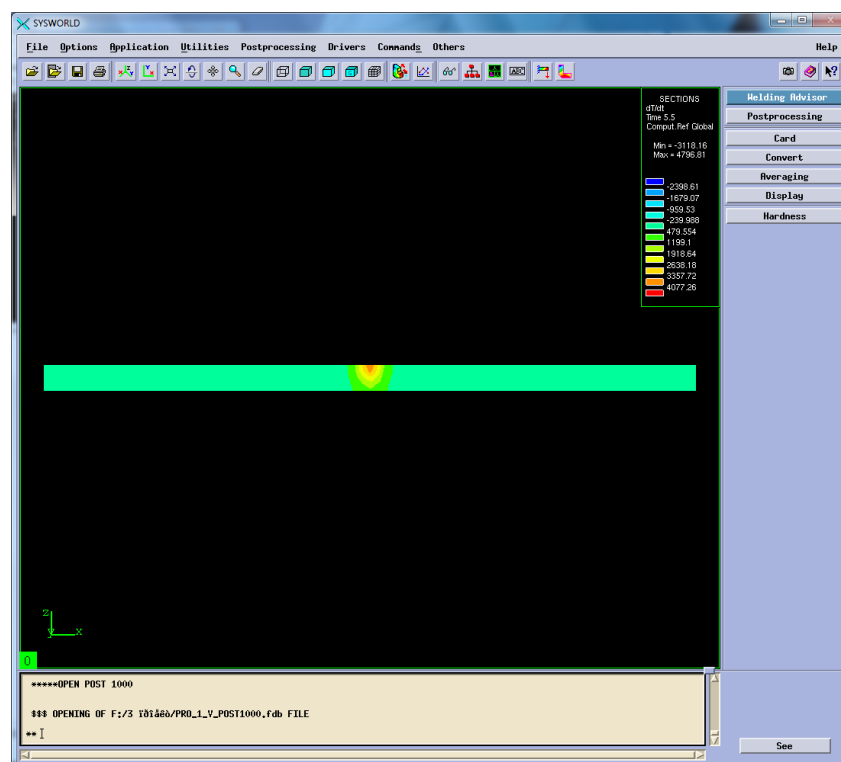 SYSWORLD
File Options Application Utilities Postprocessing Drivers Commands Others Help
ABC
SECTIONS
dT/dt
Time 5.5
Comput.Ref Global
Min = -3118.16
Max = 4796.81
-2398.61
-1679.07
-959.53
-239.988
479.554
1199.1
1918.64
2638.18
3357.72
4077.26
Welding Advisor
Postprocessing
Card
Convert
Averaging
Display
Hardness
z
y x
0
*****OPEN POST 1000
$$$ OPENING OF F:/3 ïðîåêò/PRO_1_V_POST1000.fdb FILE
**
See